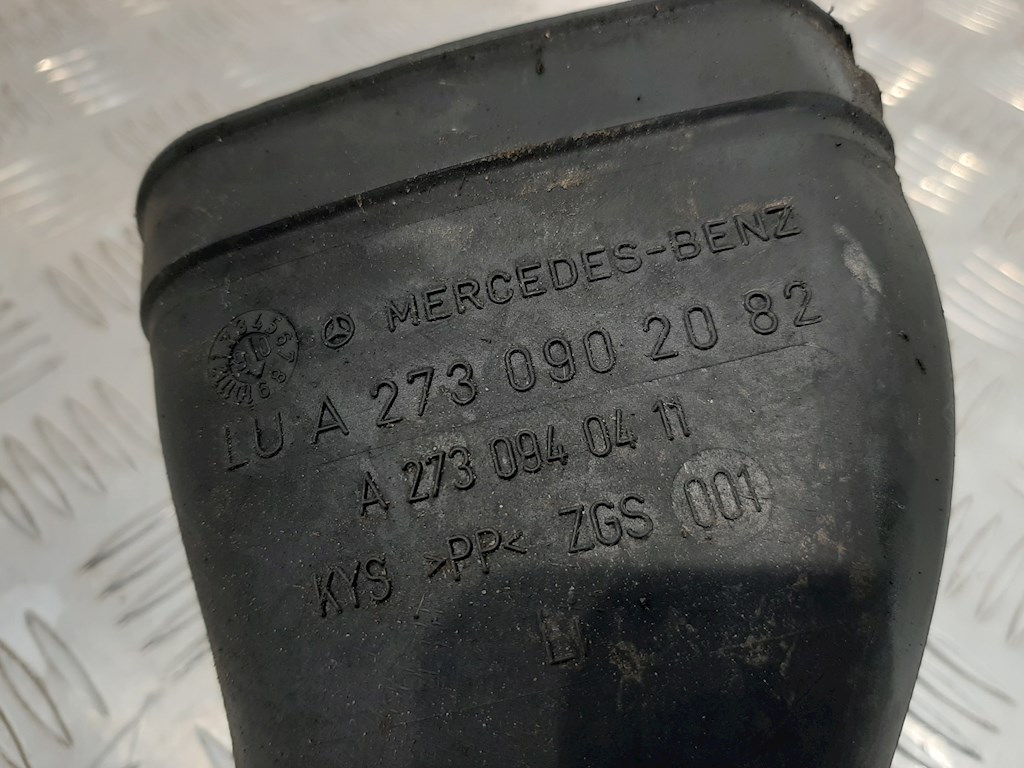 MERCEDES-BENZ
LU A 273 090 20 82
A 273 094 04 11
KYS >PP< ZGS 001